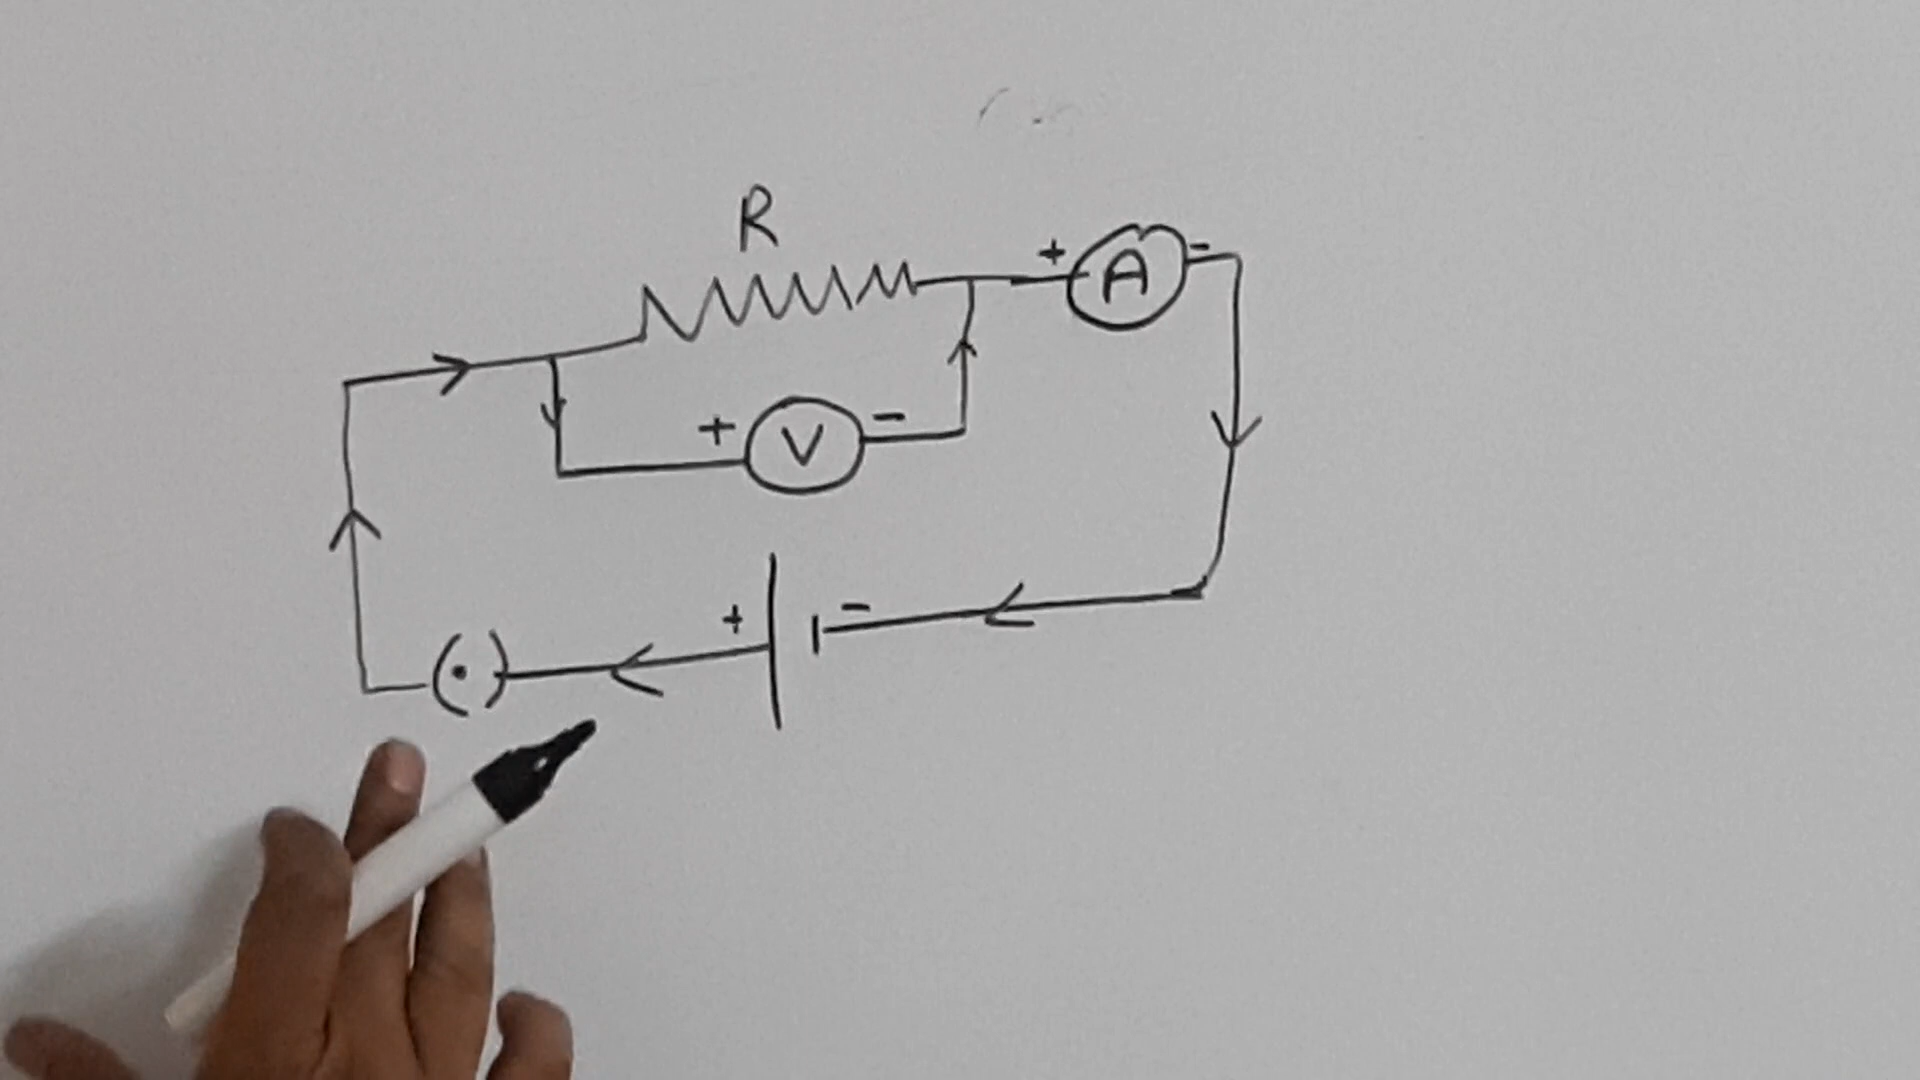 R
+ A -
+ V -
+ -